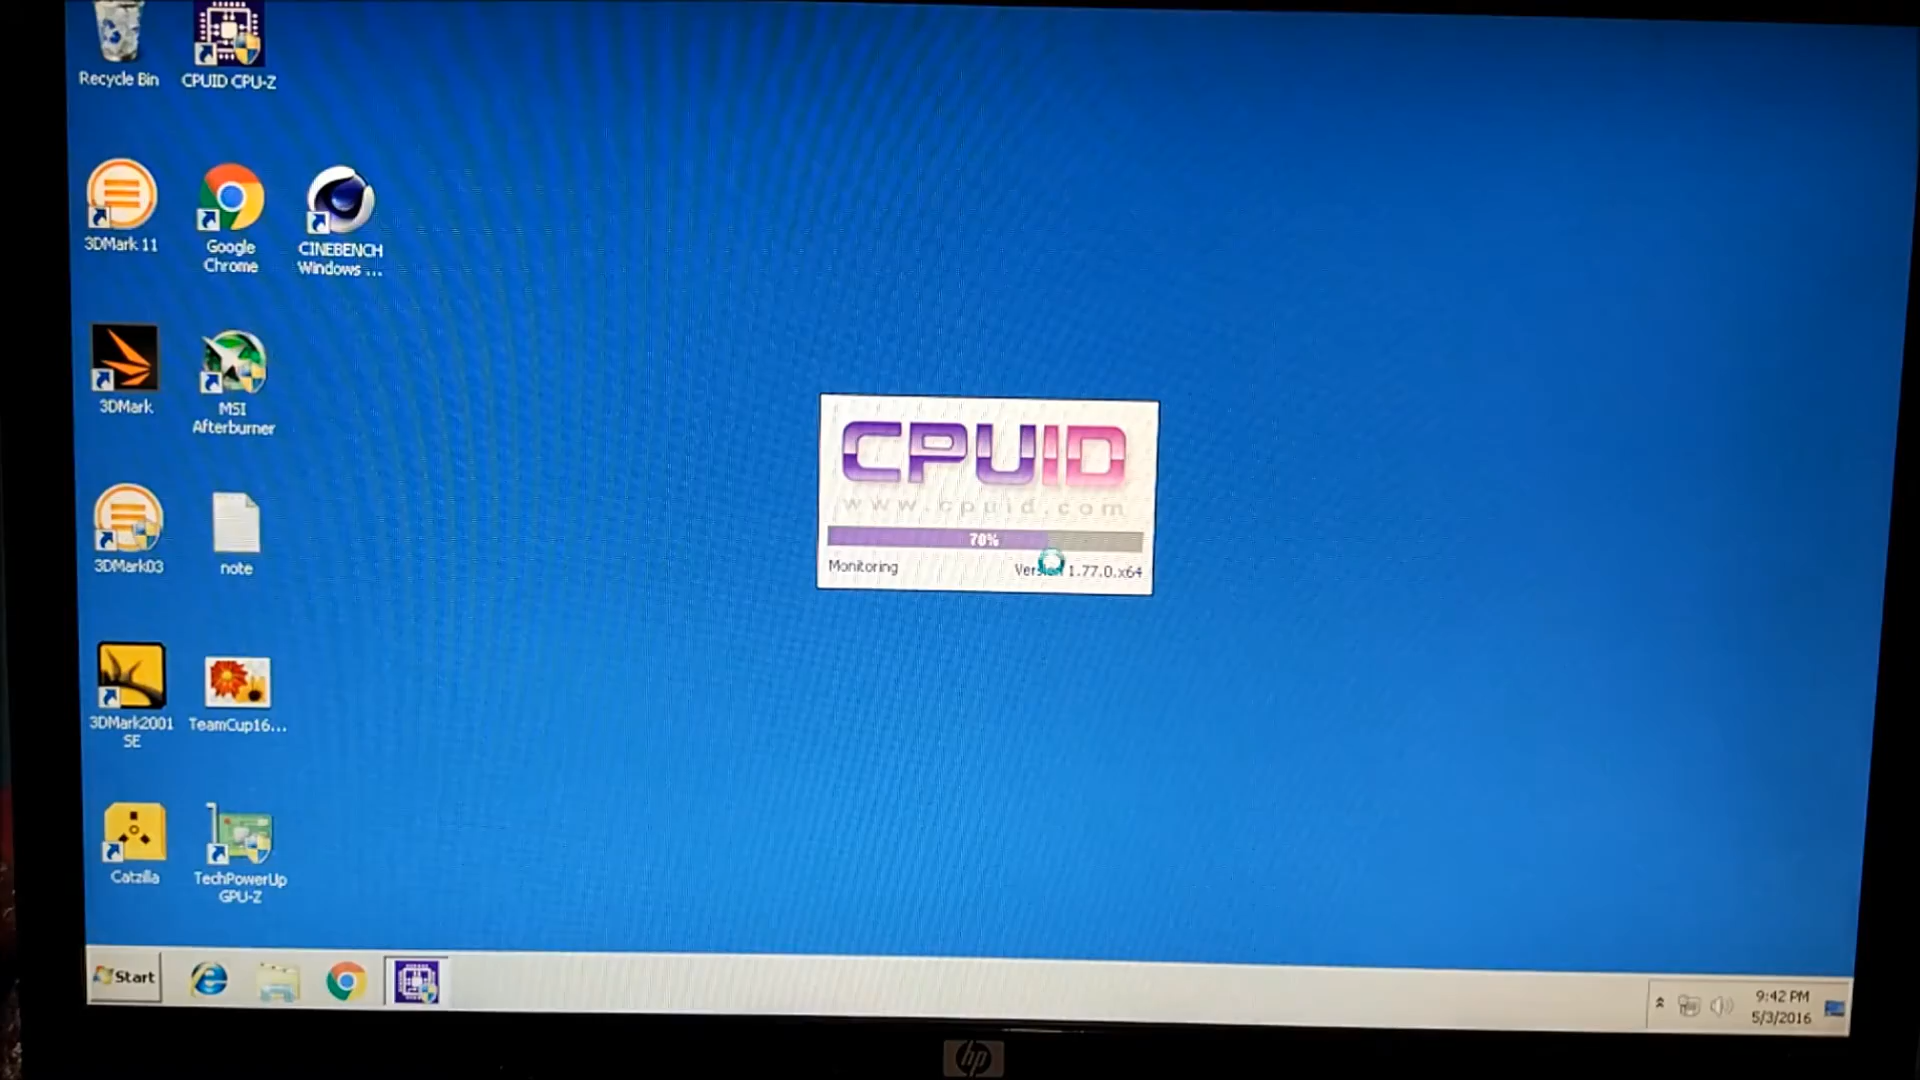 Recycle Bin
CPUID CPU-Z
3DMark 11
Google
Chrome
CINEBENCH
Windows ...
3DMark
MSI
Afterburner
3DMark03
note
3DMark2001
SE
TeamCup16...
Catzilla
TechPowerUp
GPU-Z
CPUID
www.cpuid.com
70%
Monitoring
Version 1.77.0.x64
Start
9:42 PM
5/3/2016
hp